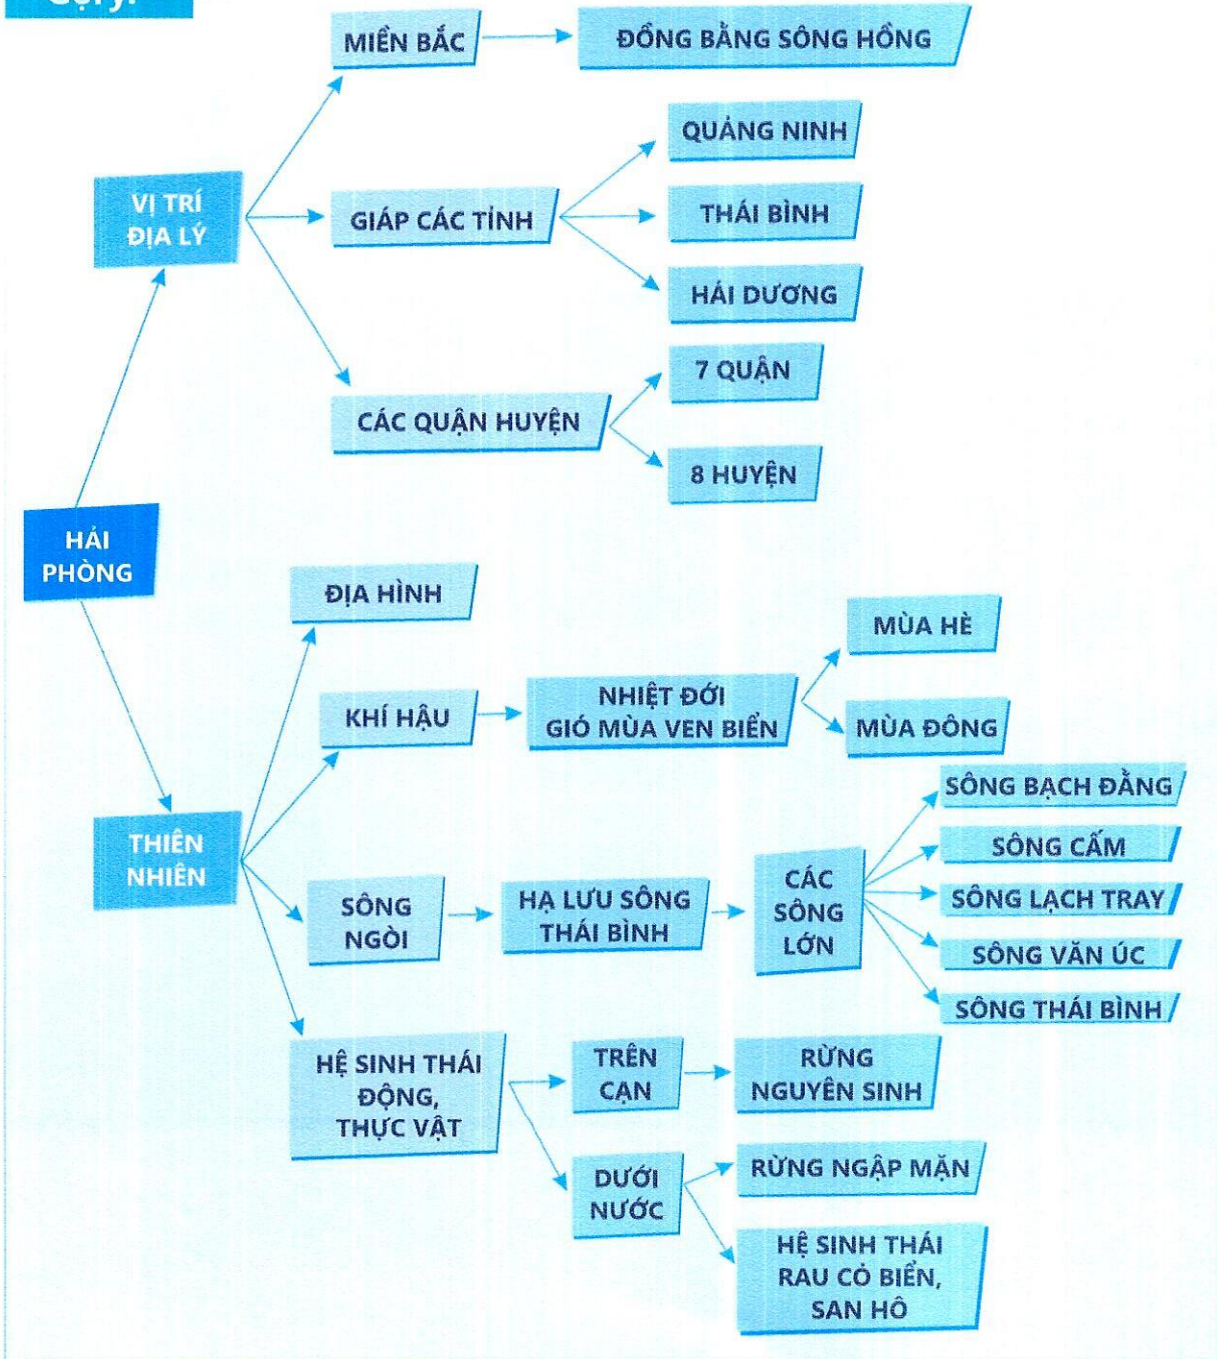 Gợi ý:
MIỀN BẮC
ĐỒNG BẰNG SÔNG HỒNG
QUẢNG NINH
VỊ TRÍ
ĐỊA LÝ
GIÁP CÁC TỈNH
THÁI BÌNH
HẢI DƯƠNG
7 QUẬN
CÁC QUẬN HUYỆN
8 HUYỆN
HẢI
PHÒNG
ĐỊA HÌNH
MÙA HÈ
KHÍ HẬU
NHIỆT ĐỚI
GIÓ MÙA VEN BIỂN
MÙA ĐÔNG
THIÊN
NHIÊN
SÔNG
NGÒI
HẠ LƯU SÔNG
THÁI BÌNH
CÁC
SÔNG
LỚN
SÔNG BẠCH ĐẰNG
SÔNG CẤM
SÔNG LẠCH TRAY
SÔNG VĂN ÚC
SÔNG THÁI BÌNH
HỆ SINH THÁI
ĐỘNG,
THỰC VẬT
TRÊN
CẠN
RỪNG
NGUYÊN SINH
DƯỚI
NƯỚC
RỪNG NGẬP MẶN
HỆ SINH THÁI
RAU CỎ BIỂN,
SAN HÔ